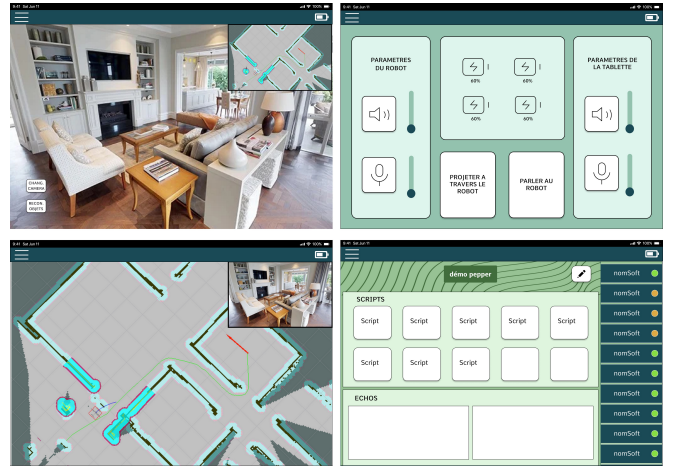 9:41 Sat Jun 11
100%
CHANG.
CAMERA
RECON.
OBJETS
9:41 Sat Jun 11
100%
PARAMETRES
DU ROBOT
60%
60%
60%
60%
PROJETER A
TRAVERS LE
ROBOT
PARLER AU
ROBOT
PARAMETRES DE
LA TABLETTE
9:41 Sat Jun 11
100%
9:41 Sat Jun 11
100%
démo pepper
SCRIPTS
Script
Script
Script
Script
Script
Script
Script
Script
ECHOS
nomSoft
nomSoft
nomSoft
nomSoft
nomSoft
nomSoft
nomSoft
nomSoft
nomSoft
nomSoft